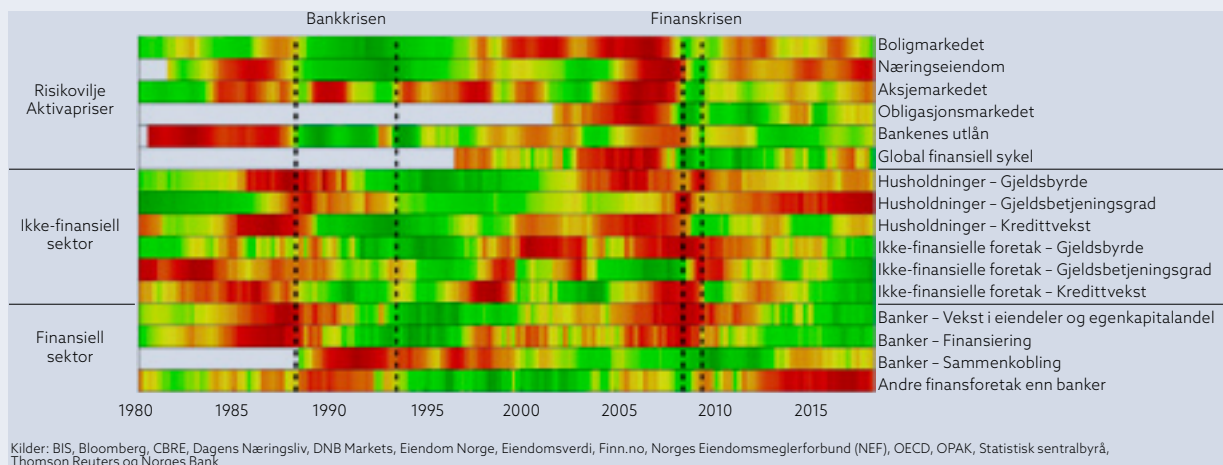 Bankkrisen Finanskrisen
Risikovilje
Aktivapriser
Boligmarkedet
Næringseiendom
Aksjemarkedet
Obligasjonsmarkedet
Bankenes utlån
Global finansiell sykel
Ikke-finansiell
sektor
Husholdninger – Gjeldsbyrde
Husholdninger – Gjeldsbetjeningsgrad
Husholdninger – Kredittvekst
Ikke-finansielle foretak – Gjeldsbyrde
Ikke-finansielle foretak – Gjeldsbetjeningsgrad
Ikke-finansielle foretak – Kredittvekst
Finansiell
sektor
Banker – Vekst i eiendeler og egenkapitalandel
Banker – Finansiering
Banker – Sammenkobling
Andre finansforetak enn banker
1980 1985 1990 1995 2000 2005 2010 2015
Kilder: BIS, Bloomberg, CBRE, Dagens Næringsliv, DNB Markets, Eiendom Norge, Eiendomsverdi, Finn.no, Norges Eiendomsmeglerforbund (NEF), OECD, OPAK, Statistisk sentralbyrå,
Thomson Reuters og Norges Bank